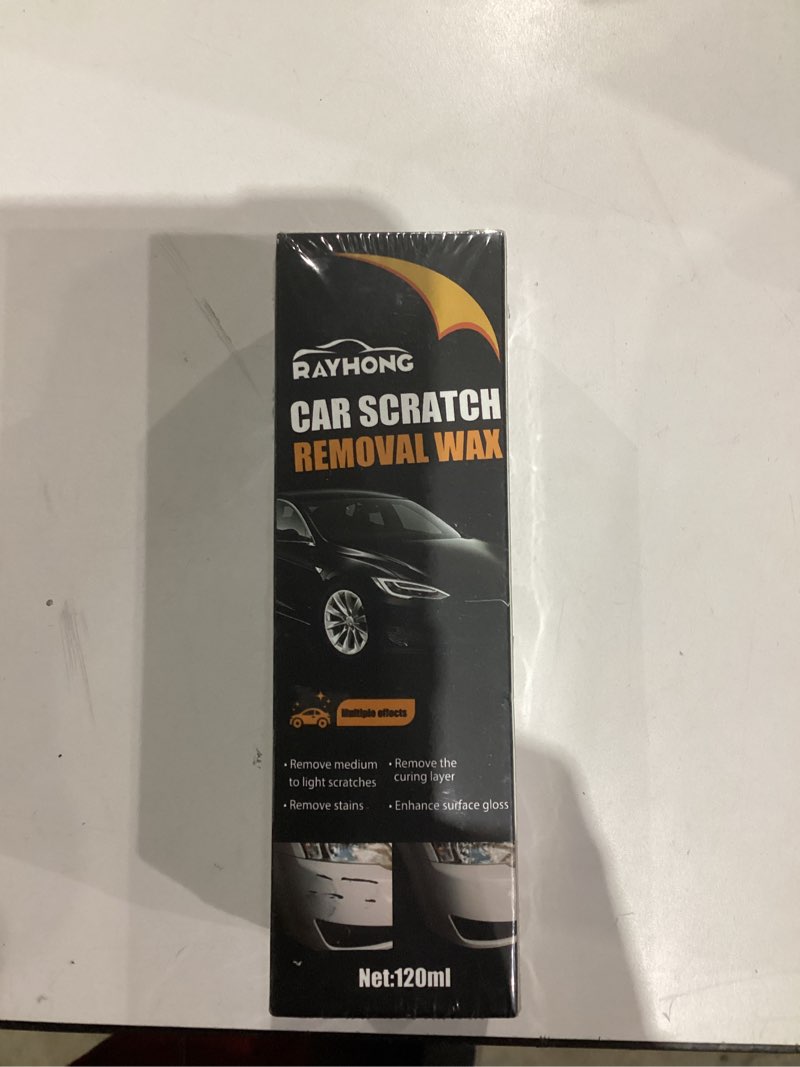 RAYHONG
CAR SCRATCH
REMOVAL WAX
Multiple effects
• Remove medium to light scratches
• Remove the curing layer
• Remove stains
• Enhance surface gloss
Net:120ml